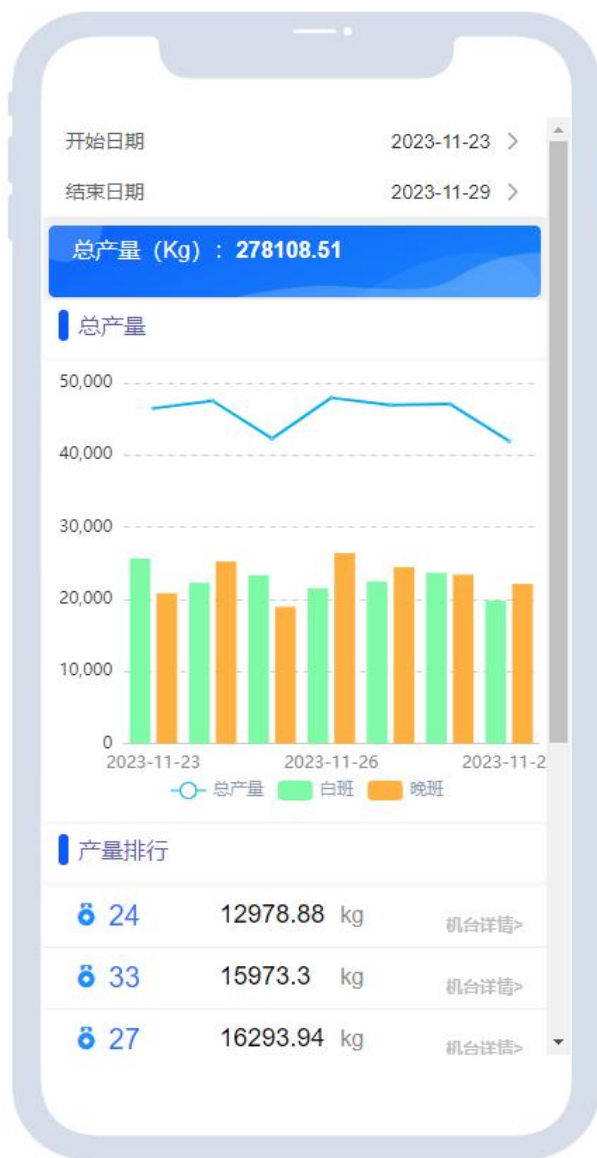 开始日期 2023-11-23
结束日期 2023-11-29
总产量（Kg）: 278108.51
总产量
50,000
40,000
30,000
20,000
10,000
0
2023-11-23 2023-11-26 2023-11-2
总产量 白班 晚班
产量排行
24 12978.88 kg 机台详情>
33 15973.3 kg 机台详情>
27 16293.94 kg 机台详情>